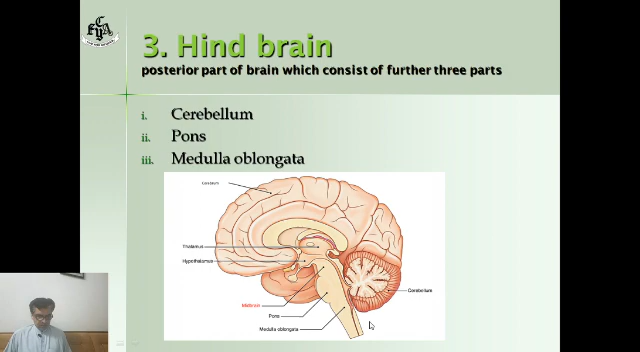 3. Hind brain
posterior part of brain which consist of further three parts
i. Cerebellum
ii. Pons
iii. Medulla oblongata
Cerebrum
Thalamus
Hypothalamus
Midbrain
Cerebellum
Pons
Medulla oblongata